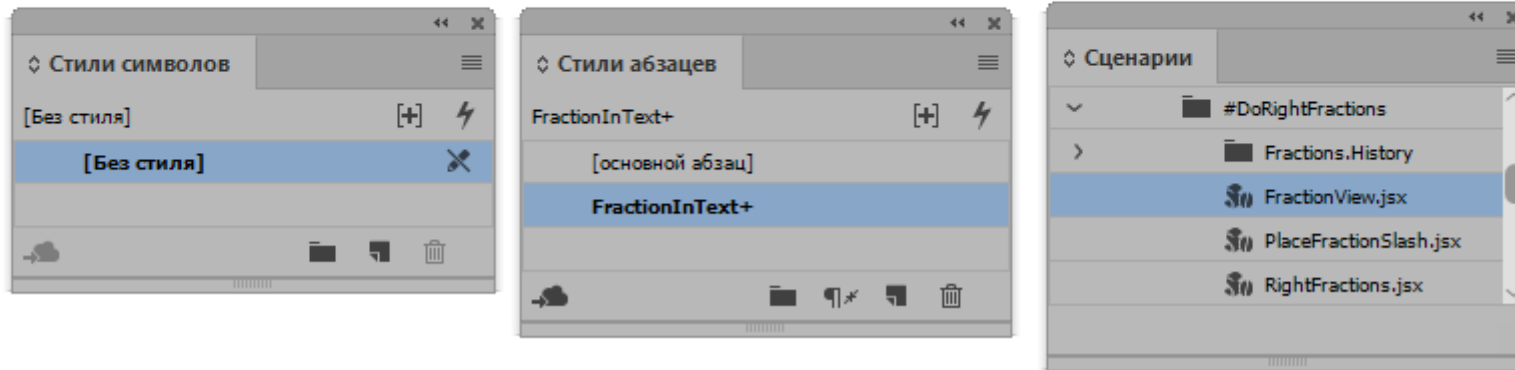 Стили символов
[Без стиля]
[Без стиля]
Стили абзацев
FractionInText+
[основной абзац]
FractionInText+
Сценарии
#DoRightFractions
Fractions.History
FractionView.jsx
PlaceFractionSlash.jsx
RightFractions.jsx